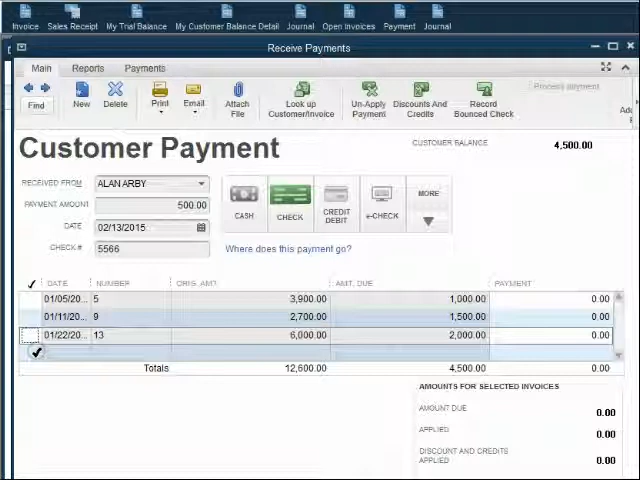 Invoice Sales Receipt My Trial Balance My Customer Balance Detail Journal Open Invoices Payment Journal
Receive Payments
Main Reports Payments
Find New Delete Print Email Attach File Look up Customer/Invoice Un-Apply Payment Discounts And Credits Record Bounced Check Process payment
Customer Payment
CUSTOMER BALANCE 4,500.00
RECEIVED FROM ALAN ARBY
PAYMENT AMOUNT 500.00
DATE 02/13/2015
CHECK # 5566
CASH CHECK CREDIT DEBIT e-CHECK MORE
Where does this payment go?
DATE NUMBER ORIG. AMT. AMT. DUE PAYMENT
01/05/20... 5 3,900.00 1,000.00 0.00
01/11/20... 9 2,700.00 1,500.00 0.00
01/22/20... 13 6,000.00 2,000.00 0.00
Totals 12,600.00 4,500.00 0.00
AMOUNTS FOR SELECTED INVOICES
AMOUNT DUE 0.00
APPLIED 0.00
DISCOUNT AND CREDITS APPLIED 0.00